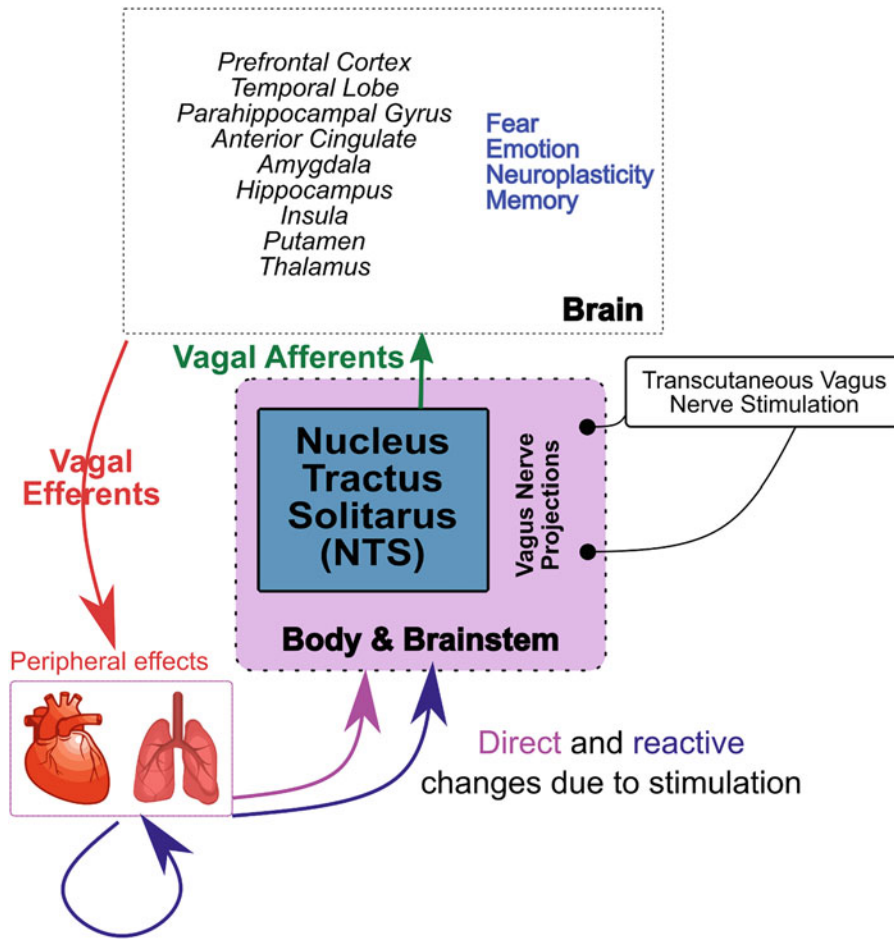 Prefrontal Cortex
Temporal Lobe
Parahippocampal Gyrus
Anterior Cingulate
Amygdala
Hippocampus
Insula
Putamen
Thalamus
Fear
Emotion
Neuroplasticity
Memory
Brain
Vagal Afferents
Transcutaneous Vagus
Nerve Stimulation
Vagal
Efferents
Nucleus
Tractus
Solitarus
(NTS)
Vagus Nerve
Projections
Body & Brainstem
Peripheral effects
Direct and reactive
changes due to stimulation